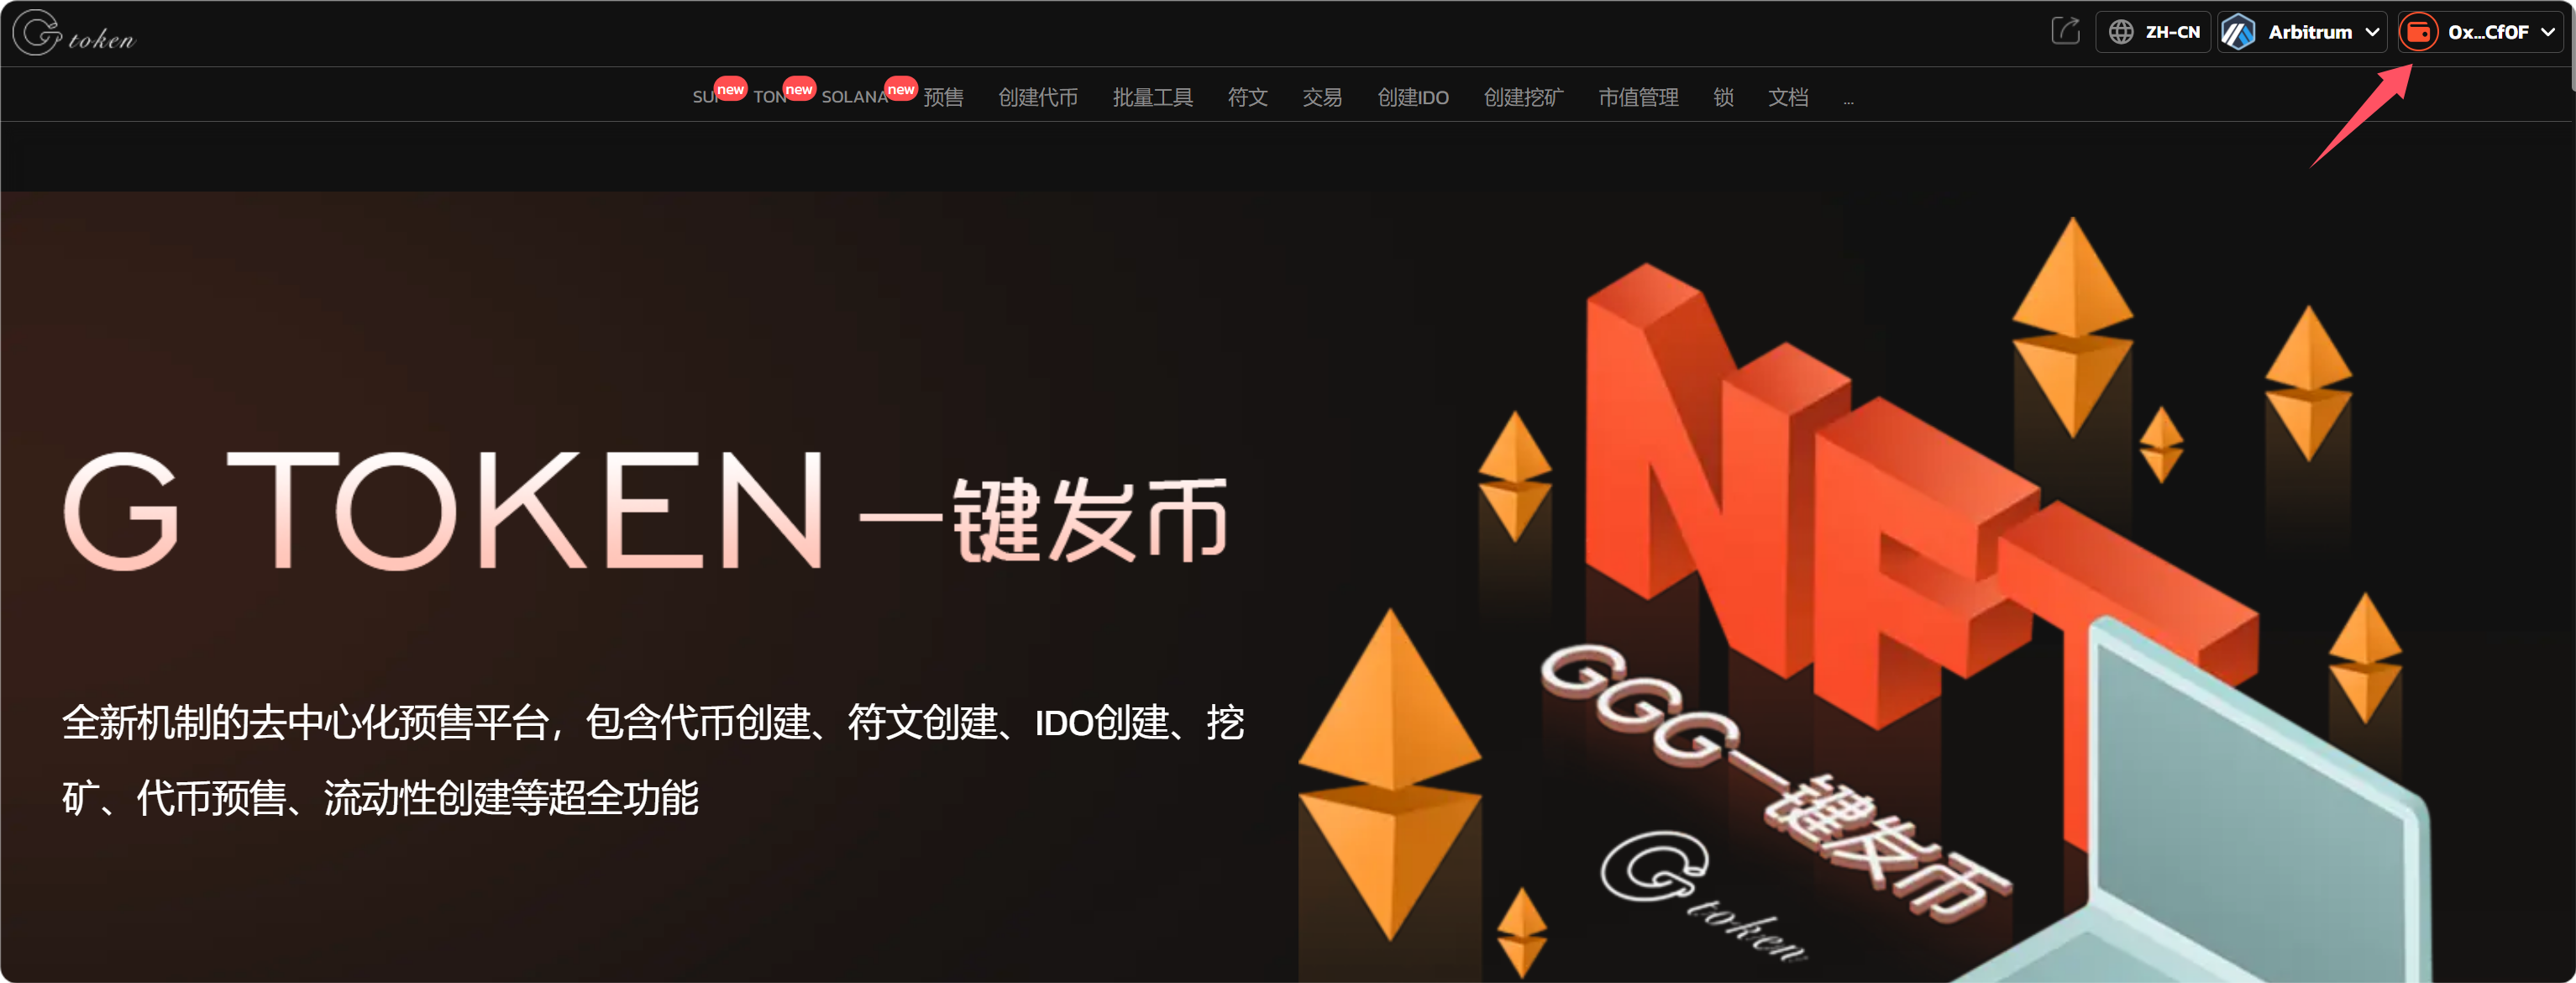 G token
ZH-CN
Arbitrum
0x...Cf0F
new new new
TON SOLANA 预售 创建代币 批量工具 符文 交易 创建IDO 创建挖矿 市值管理 锁 文档 ...
G TOKEN 一键发币
全新机制的去中心化预售平台，包含代币创建、符文创建、IDO创建、挖
矿、代币预售、流动性创建等超全功能
NFT
GGG一键发币
G token